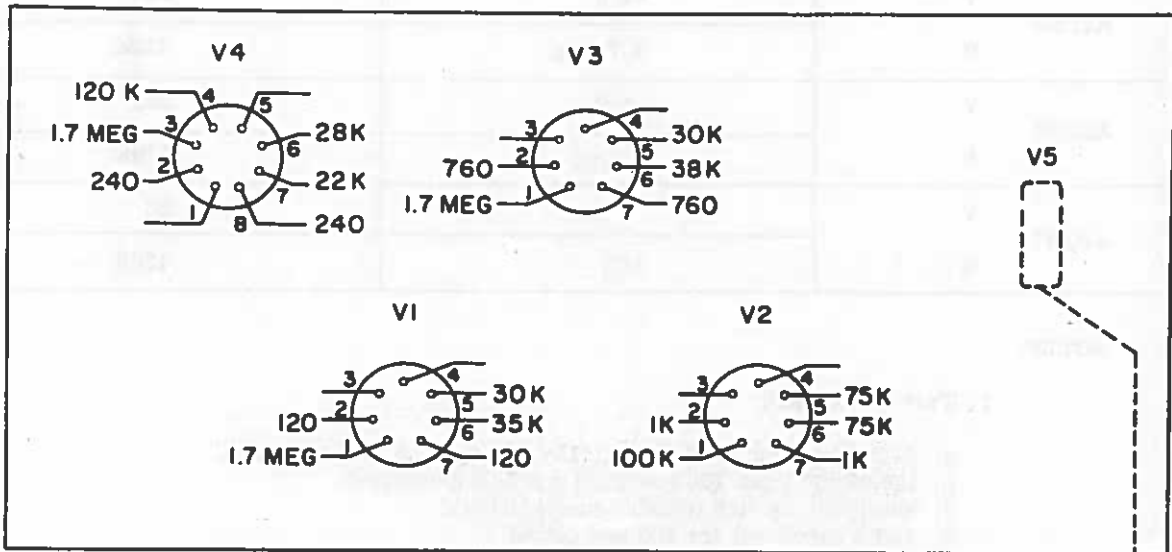 V4
V3
120 K 4 5
1.7 MEG 3 6 28K
240 2 7 22 K
1 8 240
3 4
760 2 5 30K
1.7 MEG 1 6 38K
7 760
V5
V1
V2
3 4
120 2 5 30K
1.7 MEG 1 6 35K
7 120
3 4
1K 2 5 75K
100K 1 6 75K
7 1K